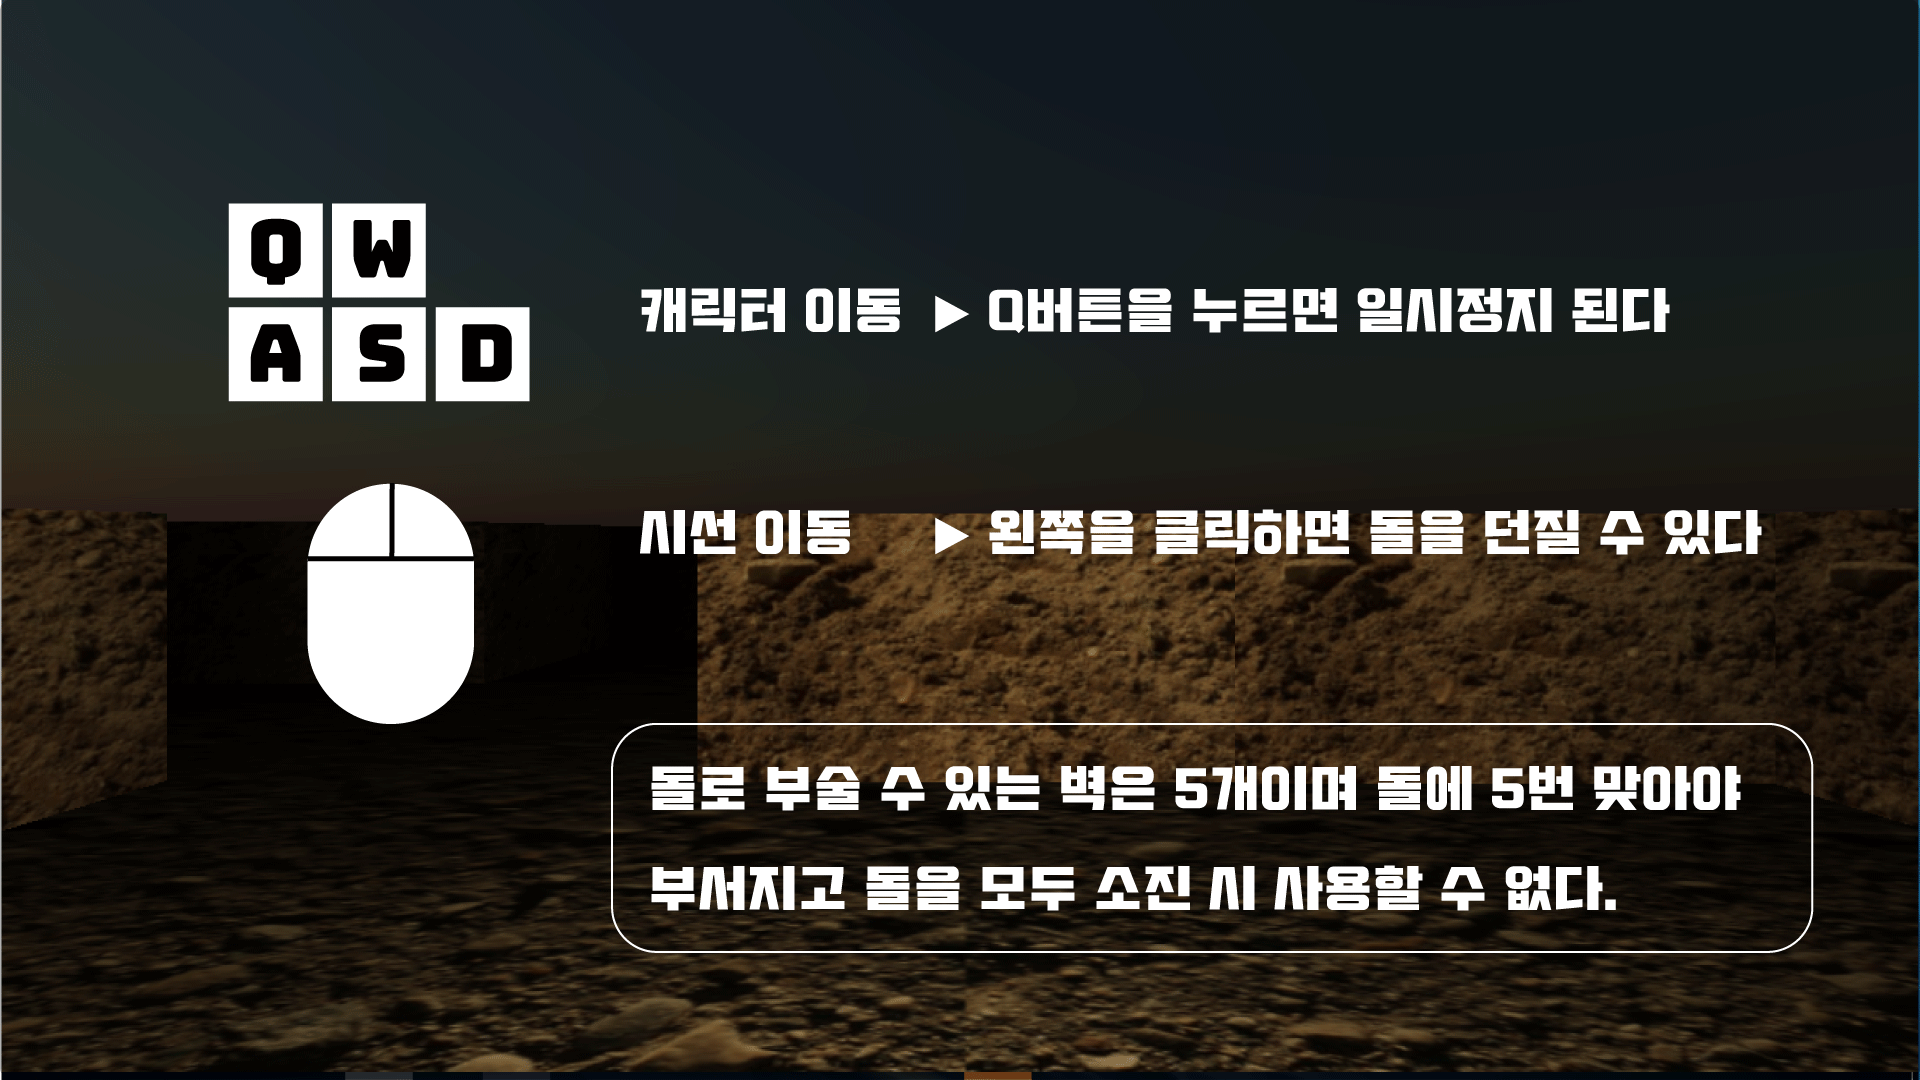 Q W
A S D
캐릭터 이동 ▶ Q버튼을 누르면 일시정지 된다
시선 이동 ▶ 왼쪽을 클릭하면 돌을 던질 수 있다
돌로 부술 수 있는 벽은 5개이며 돌에 5번 맞아야
부서지고 돌을 모두 소진 시 사용할 수 없다.